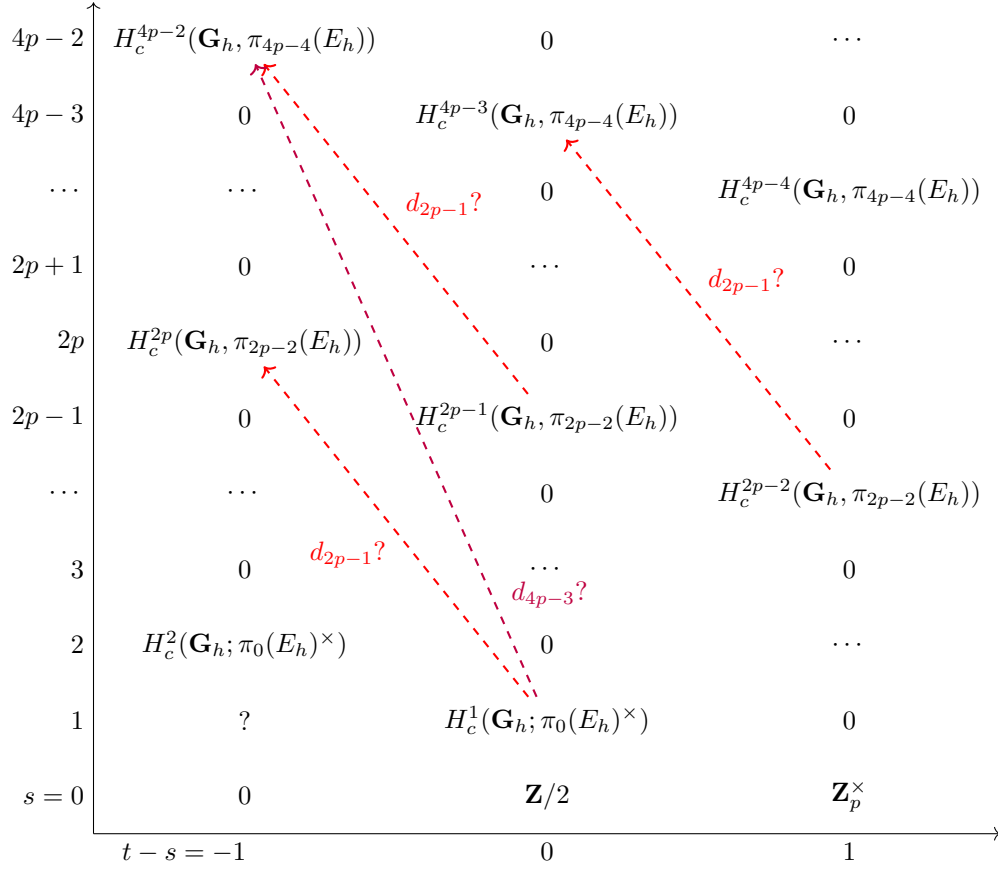 4p − 2 H_c^{4p−2}(𝐆_h, π_{4p−4}(E_h)) 0 ⋯
4p − 3 0 H_c^{4p−3}(𝐆_h, π_{4p−4}(E_h)) 0
⋯ ⋯ 0 H_c^{4p−4}(𝐆_h, π_{4p−4}(E_h))
d_{2p−1}?
2p + 1 0 ⋯ 0
d_{2p−1}?
2p H_c^{2p}(𝐆_h, π_{2p−2}(E_h)) 0 ⋯
2p − 1 0 H_c^{2p−1}(𝐆_h, π_{2p−2}(E_h)) 0
⋯ ⋯ 0 H_c^{2p−2}(𝐆_h, π_{2p−2}(E_h))
d_{2p−1}?
3 0 ⋯ 0
d_{4p−3}?
2 H_c^2(𝐆_h; π_0(E_h)^×) 0 ⋯
1 ? H_c^1(𝐆_h; π_0(E_h)^×) 0
s = 0 0 𝐙/2 𝐙_p^×
t − s = −1 0 1